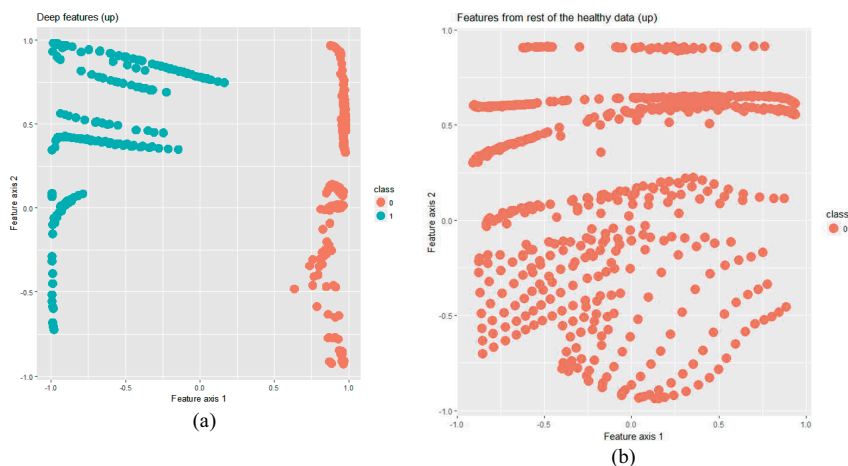 Deep features (up)
1.0
0.5
0.0
-0.5
-1.0
Feature axis 2
-1.0
-0.5
0.0
0.5
1.0
Feature axis 1
class
0
1
(a)
Features from rest of the healthy data (up)
1.0
0.5
0.0
-0.5
-1.0
Feature axis 2
-1.0
-0.5
0.0
0.5
1.0
Feature axis 1
class
0
(b)